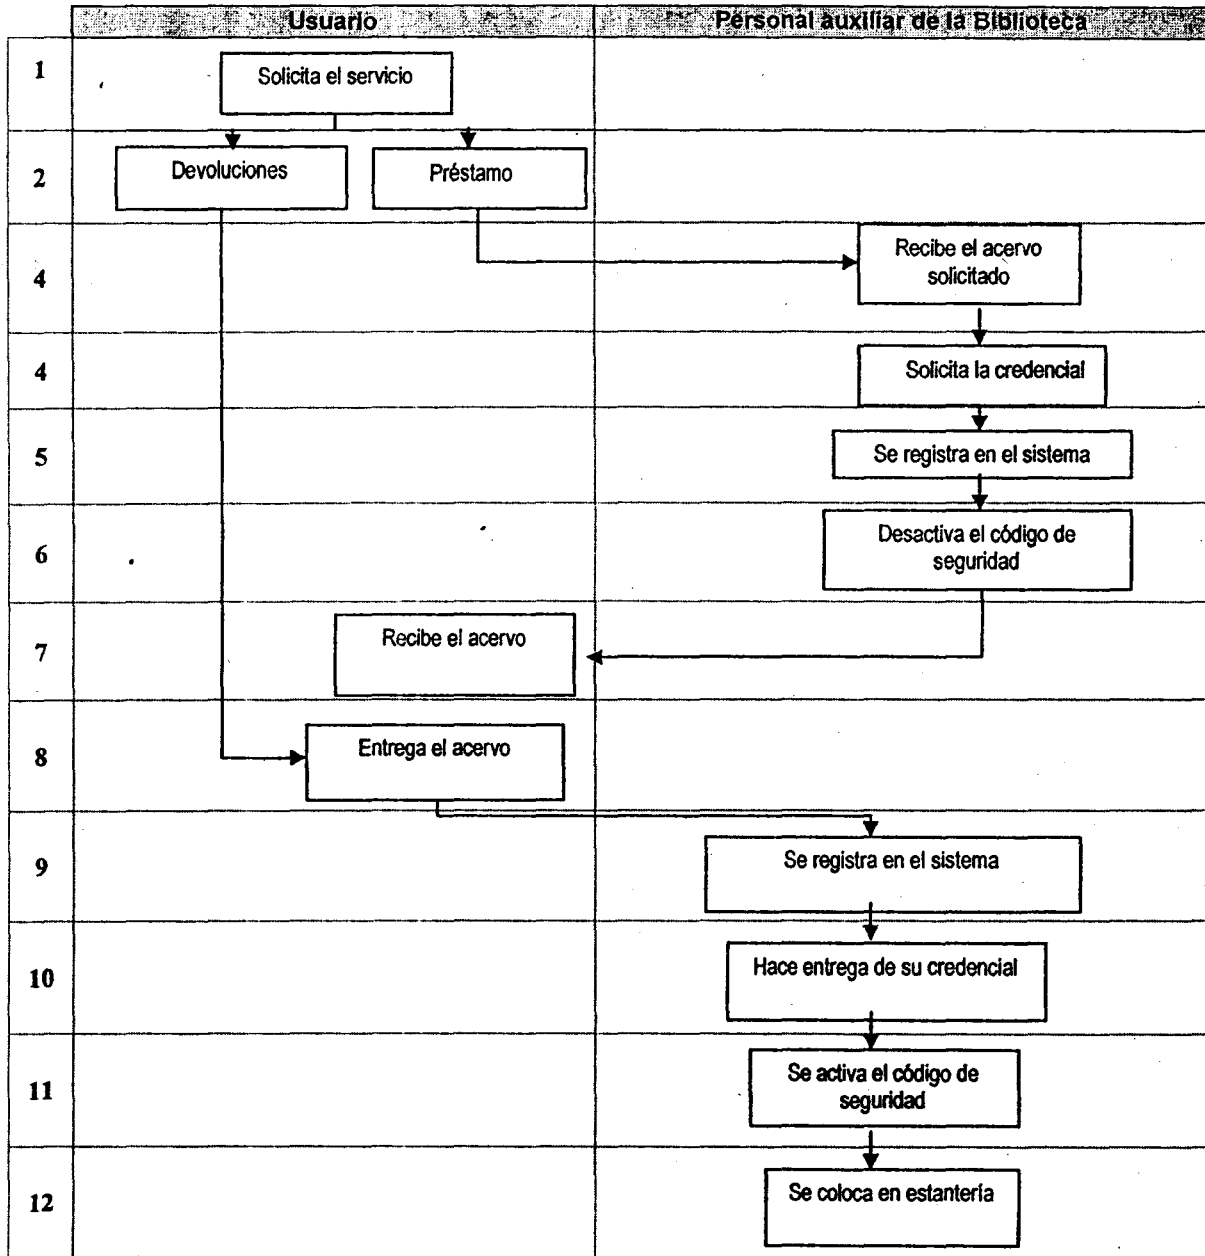 Usuario
Personal auxiliar de la Biblioteca
1
Solicita el servicio
2
Devoluciones
Préstamo
4
Recibe el acervo
solicitado
4
Solicita la credencial
5
Se registra en el sistema
6
Desactiva el código de
seguridad
7
Recibe el acervo
8
Entrega el acervo
9
Se registra en el sistema
10
Hace entrega de su credencial
11
Se activa el código de
seguridad
12
Se coloca en estantería